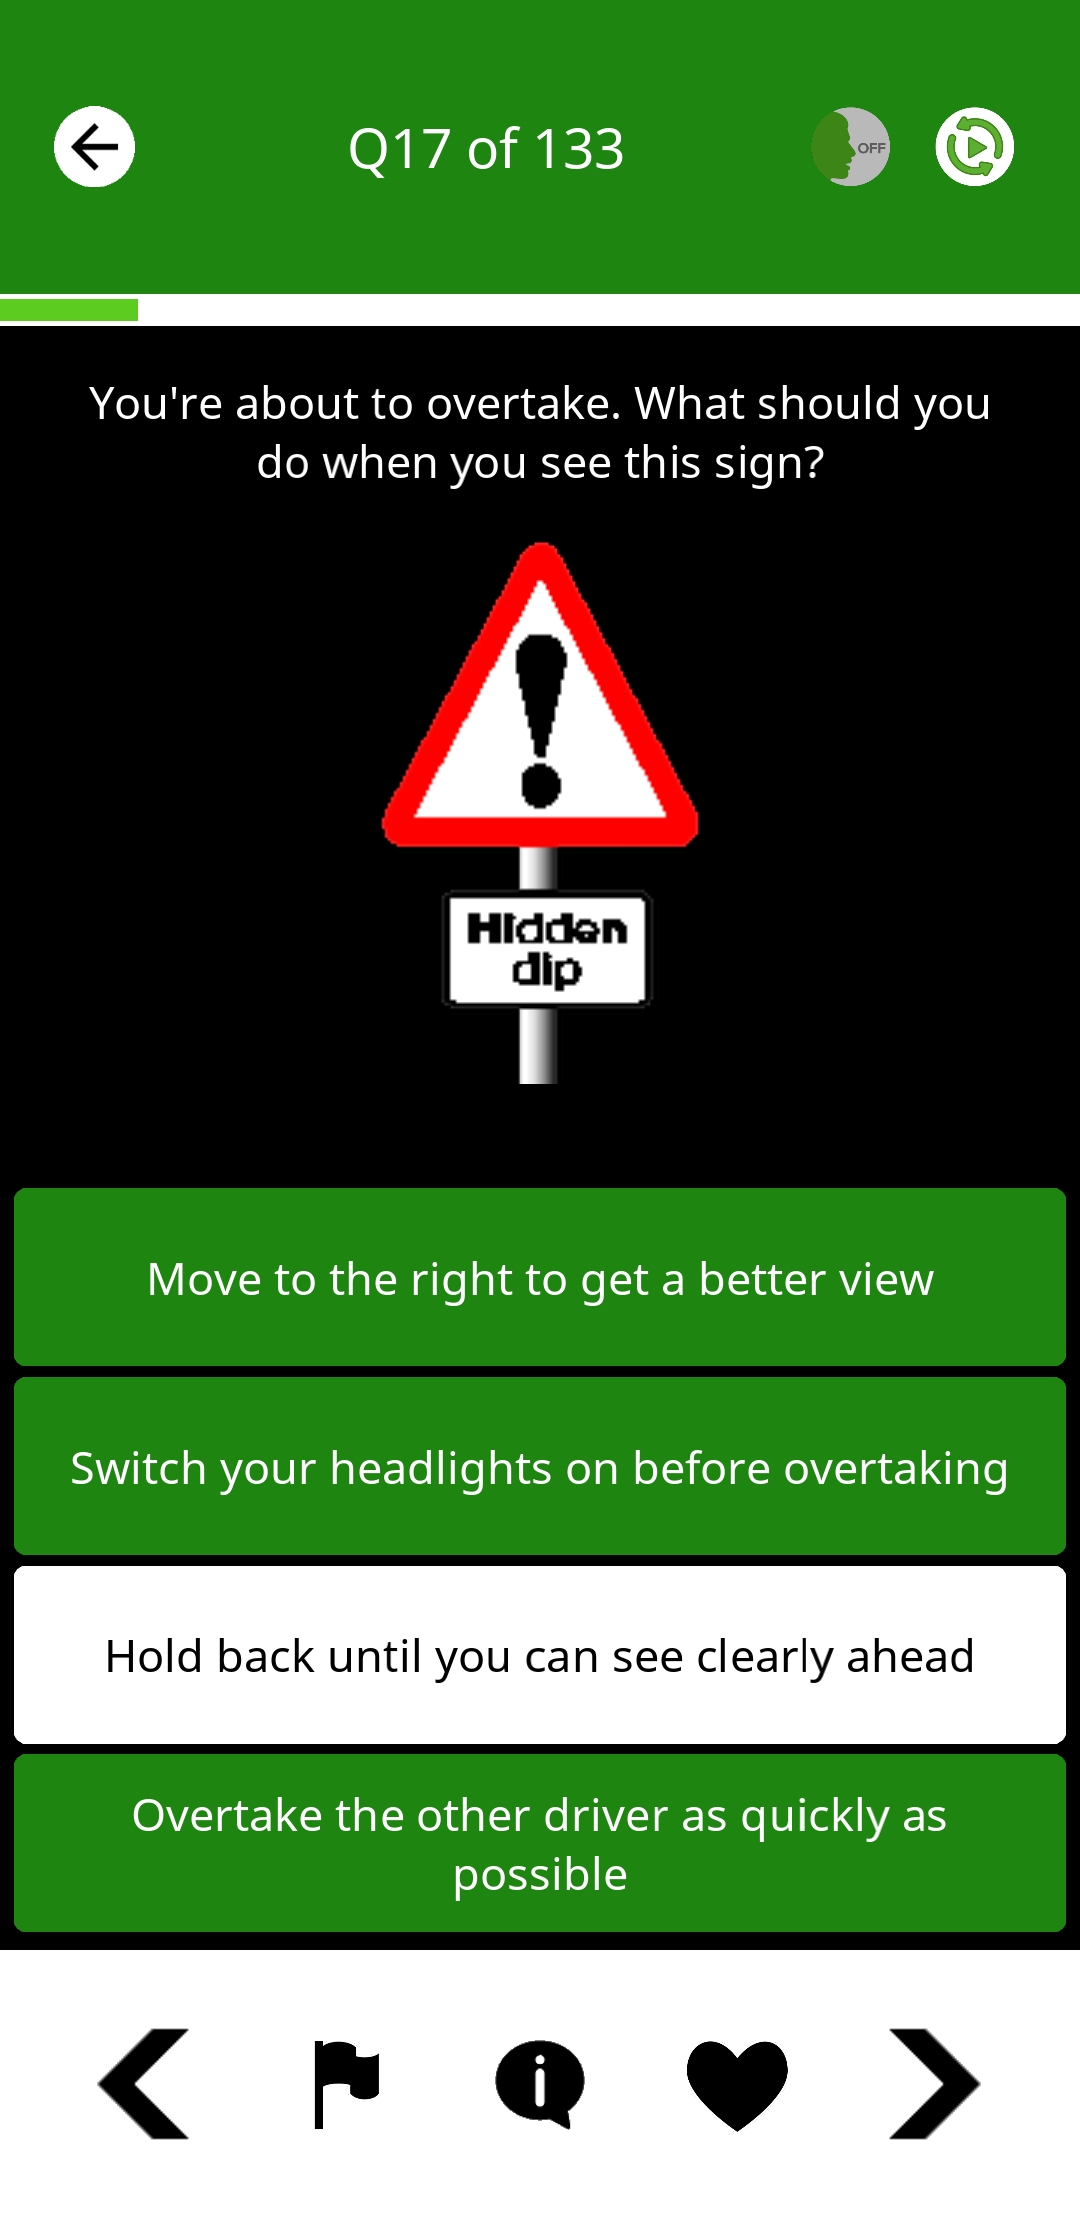 Q17 of 133
OFF
You're about to overtake. What should you
do when you see this sign?
Hidden
dip
Move to the right to get a better view
Switch your headlights on before overtaking
Hold back until you can see clearly ahead
Overtake the other driver as quickly as
possible